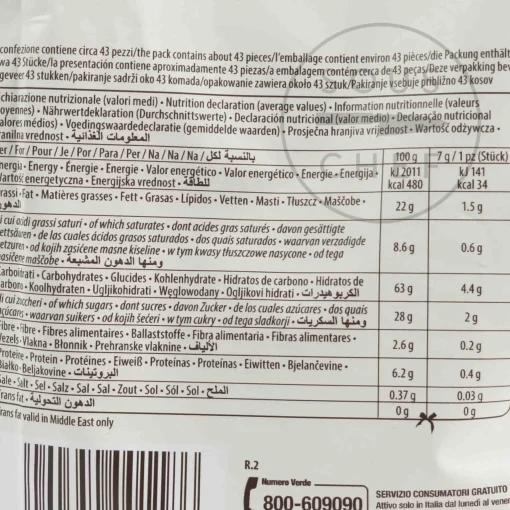 confezione contiene circa 43 pezzi/the pack contains about 43 pieces/l'emballage contient environ 43 pièces/die Packung enthält
wa 43 Stücke/la presentación contiene aproximadamente 43 piezas/a embalagem contém cerca de 43 peças/Deze verpakking bev
geveer 43 stukken/pakiranje sadrži oko 43 komada/opakowanie zawiera około 43 sztuk/Pakiranje vsebuje približno 43 kosov
chiarazione nutrizionale (valori medi) • Nutrition declaration (average values) • Information nutritionnelle (valeurs
oyennes) • Nährwertdeklaration (Durchschnittswerte) • Declaración nutricional (valor medio) • Declaração nutricional
alores médios) • Voedingswaardedeclaratie (gemiddelde waarden) • Prosječna hranjiva vrijednost • Wartość odżywcza •
ranilna vrednost • المعلومات الغذائية
er / For / Pour / Je / Por / Para / Per / Na / Na / Na / بالنسبة لكل
100 g 7 g / 1 pz (Stück)
nergia • Energy • Énergie • Energie • Valor energético • Valor energético • Energie • Energija •
Wartość energetyczna • Energijska vrednost • للطاقة
kJ 2011 kJ 141
kcal 480 kcal 34
rassi • Fat • Matières grasses • Fett • Grasas • Lípidos • Vetten • Masti • Tłuszcz • Maščobe •
الدهون
22 g 1.5 g
i cui acidi grassi saturi • of which saturates • dont acides gras saturés • davon gesättigte
ettsäuren • de las cuales ácidos grasos saturados • dos quais saturados • waarvan verzadigde
etzuren • od kojih zasićene masne kiseline • w tym kwasy tłuszczowe nasycone • od tega
asičene maščobe • ومنها الدهون المشبعة
8.6 g 0.6 g
Carboidrati • Carbohydrates • Glucides • Kohlenhydrate • Hidratos de carbono • Hidratos de
arbono • Koolhydraten • Ugljikohidrati • Węglowodany • Ogljikovi hidrati • الكربوهيدرات
63 g 4.4 g
i cui zuccheri • of which sugars • dont sucres • davon Zucker • de los cuales azúcares • dos quais
çúcares • waarvan suikers • od kojih šećeri • w tym cukry • od tega sladkorji • ومنها السكريات
28 g 2 g
Fibre • Fibre • Fibres alimentaires • Ballaststoffe • Fibra alimentaria • Fibras alimentares •
Vezels • Vlakna • Błonnik • Prehranske vlaknine • الألياف
2.6 g 0.2 g
Proteine • Protein • Protéines • Eiweiß • Proteínas • Proteínas • Eiwitten • Bjelančevine •
Białko • Beljakovine • البروتينات
6.2 g 0.4 g
Sale • Salt • Sel • Salz • Sal • Sal • Zout • Sol • Sól • Sol • الملح
0.37 g 0.03 g
Trans fat • الدهون التحولية
0 g 0 g
Trans fat valid in Middle East only
R.2
Numero Verde
800-609090
SERVIZIO CONSUMATORI GRATUITO
Attivo solo in Italia dal lunedì al vener